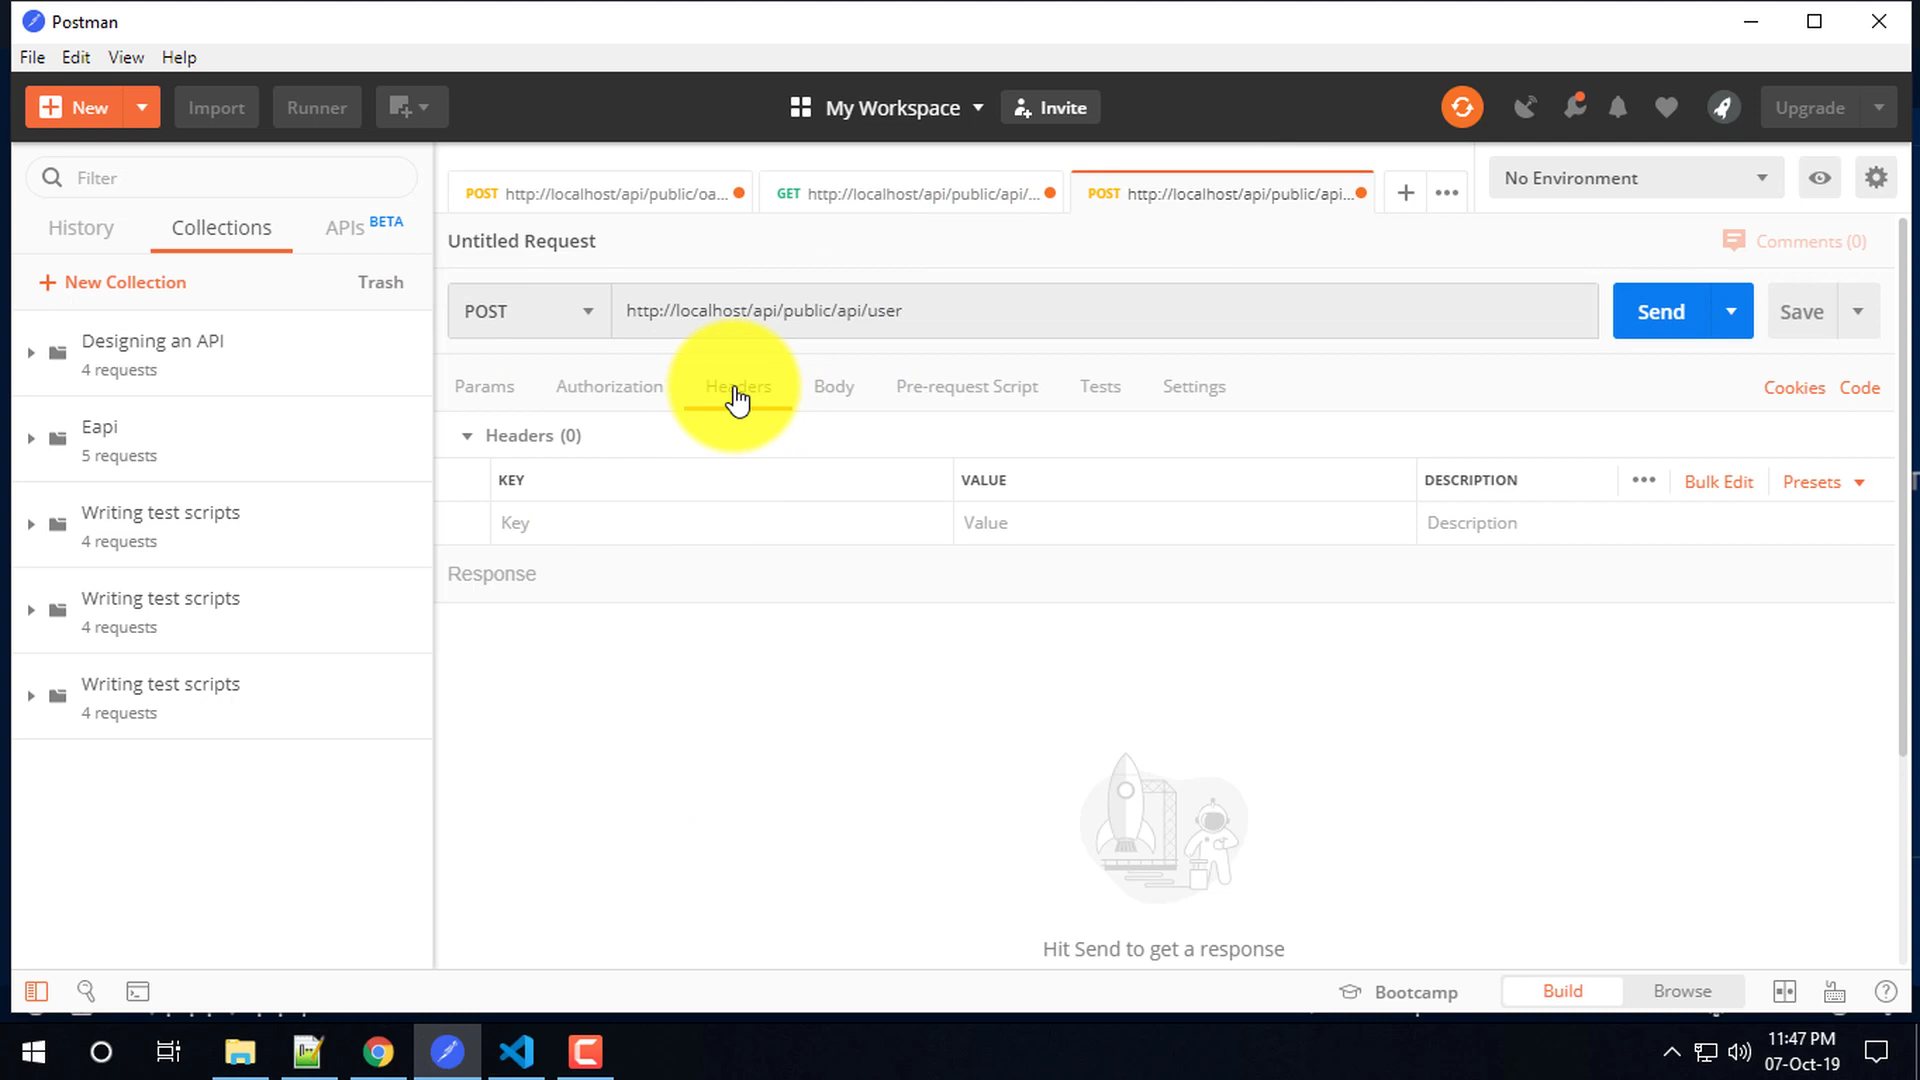 Postman
File Edit View Help
New Import Runner My Workspace Invite Upgrade
Filter
History Collections APIs BETA
New Collection Trash
Designing an API
4 requests
Eapi
5 requests
Writing test scripts
4 requests
Writing test scripts
4 requests
Writing test scripts
4 requests
POST http://localhost/api/public/oa... GET http://localhost/api/public/api/... POST http://localhost/api/public/api... + ••• No Environment
Untitled Request Comments (0)
POST http://localhost/api/public/api/user Send Save
Params Authorization Headers Body Pre-request Script Tests Settings Cookies Code
Headers (0)
KEY VALUE DESCRIPTION ••• Bulk Edit Presets
Key Value Description
Response
Hit Send to get a response
Bootcamp Build Browse
11:47 PM
07-Oct-19